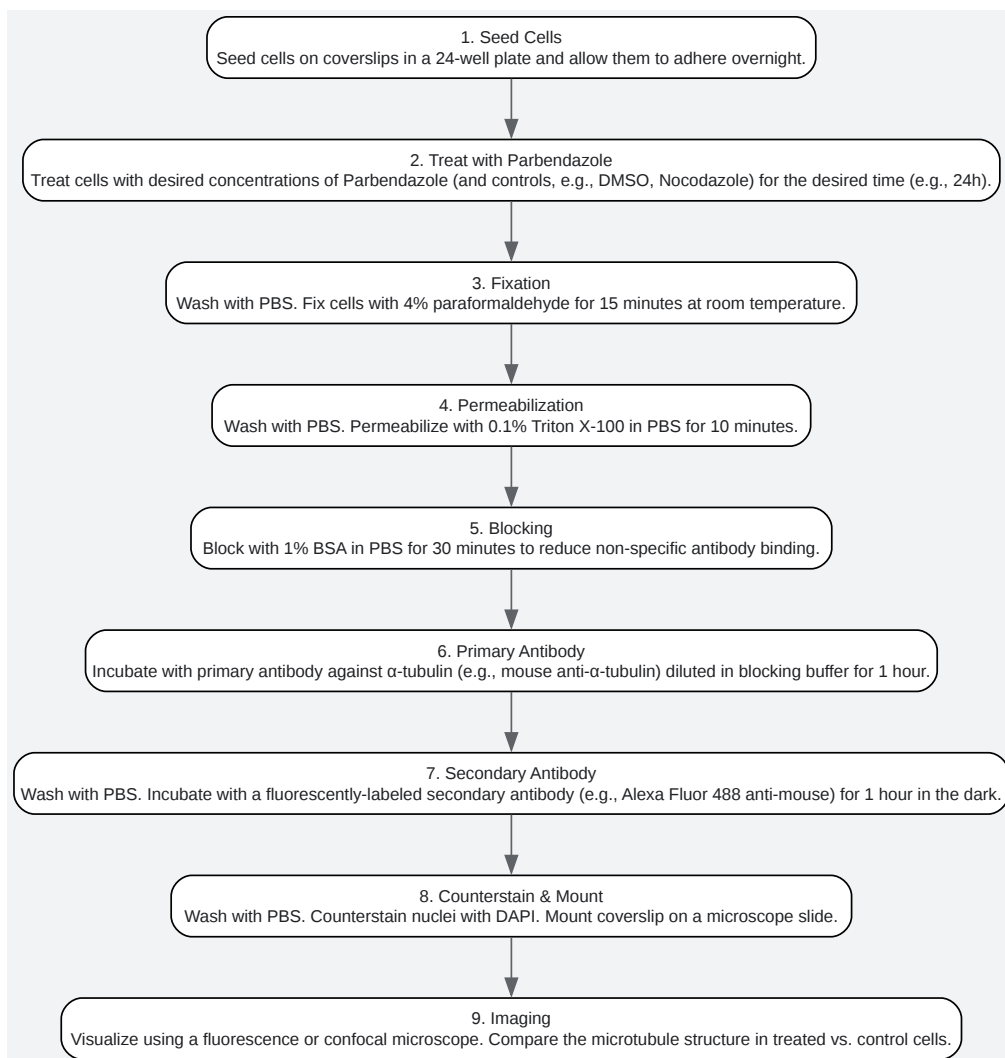 1. Seed Cells
Seed cells on coverslips in a 24-well plate and allow them to adhere overnight.
2. Treat with Parbendazole
Treat cells with desired concentrations of Parbendazole (and controls, e.g., DMSO, Nocodazole) for the desired time (e.g., 24h).
3. Fixation
Wash with PBS. Fix cells with 4% paraformaldehyde for 15 minutes at room temperature.
4. Permeabilization
Wash with PBS. Permeabilize with 0.1% Triton X-100 in PBS for 10 minutes.
5. Blocking
Block with 1% BSA in PBS for 30 minutes to reduce non-specific antibody binding.
6. Primary Antibody
Incubate with primary antibody against α-tubulin (e.g., mouse anti-α-tubulin) diluted in blocking buffer for 1 hour.
7. Secondary Antibody
Wash with PBS. Incubate with a fluorescently-labeled secondary antibody (e.g., Alexa Fluor 488 anti-mouse) for 1 hour in the dark.
8. Counterstain & Mount
Wash with PBS. Counterstain nuclei with DAPI. Mount coverslip on a microscope slide.
9. Imaging
Visualize using a fluorescence or confocal microscope. Compare the microtubule structure in treated vs. control cells.